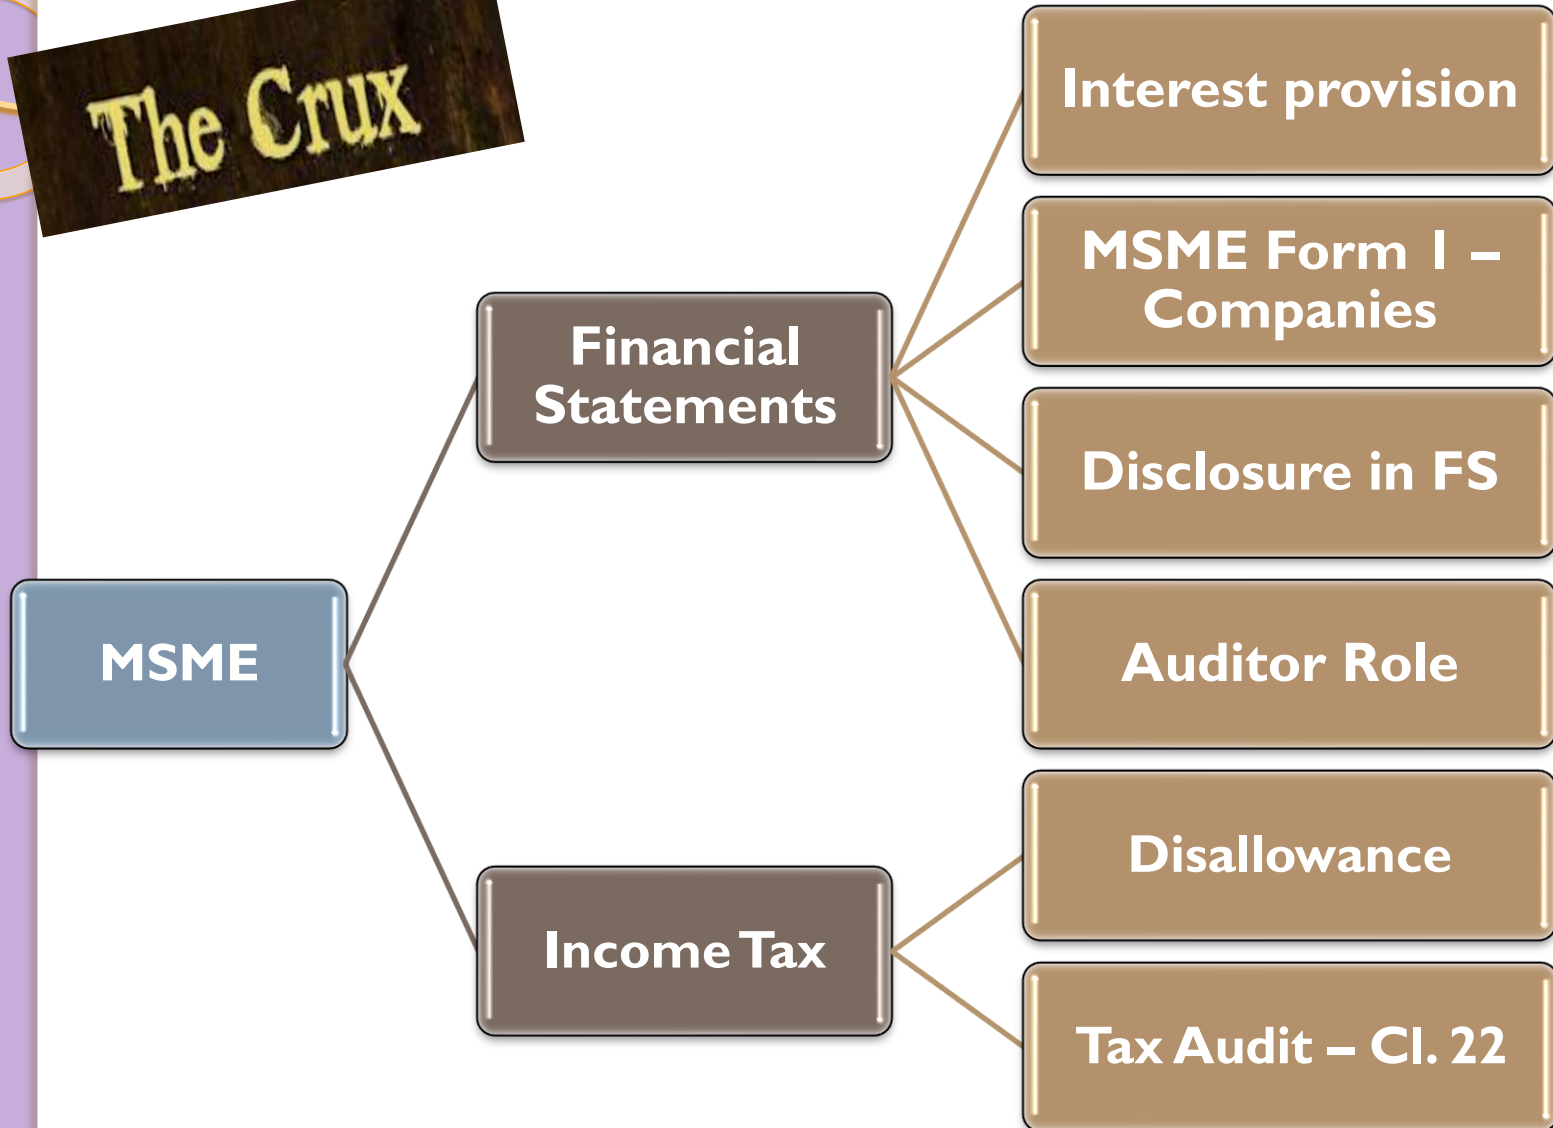 The Crux
MSME
Financial
Statements
Interest provision
MSME Form 1 –
Companies
Disclosure in FS
Auditor Role
Income Tax
Disallowance
Tax Audit – Cl. 22